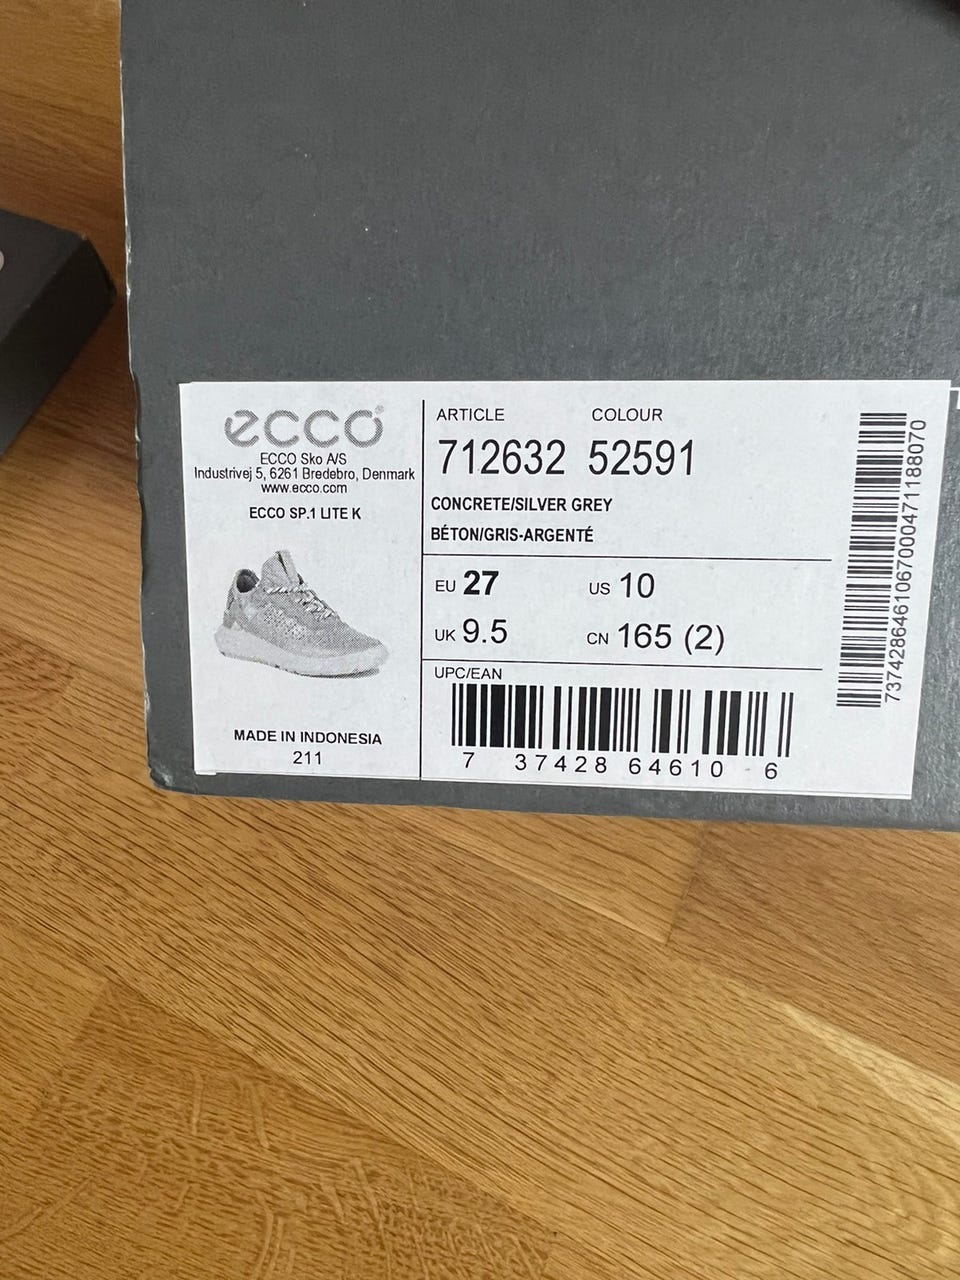 ecco
ECCO Sko A/S
Industrivej 5, 6261 Bredebro, Denmark
www.ecco.com
ECCO SP.1 LITE K
MADE IN INDONESIA
211
ARTICLE COLOUR
712632 52591
CONCRETE/SILVER GREY
BÉTON/GRIS-ARGENTÉ
EU 27 US 10
UK 9.5 CN 165 (2)
UPC/EAN
7 37428 64610 6
737428646106700047118807​0